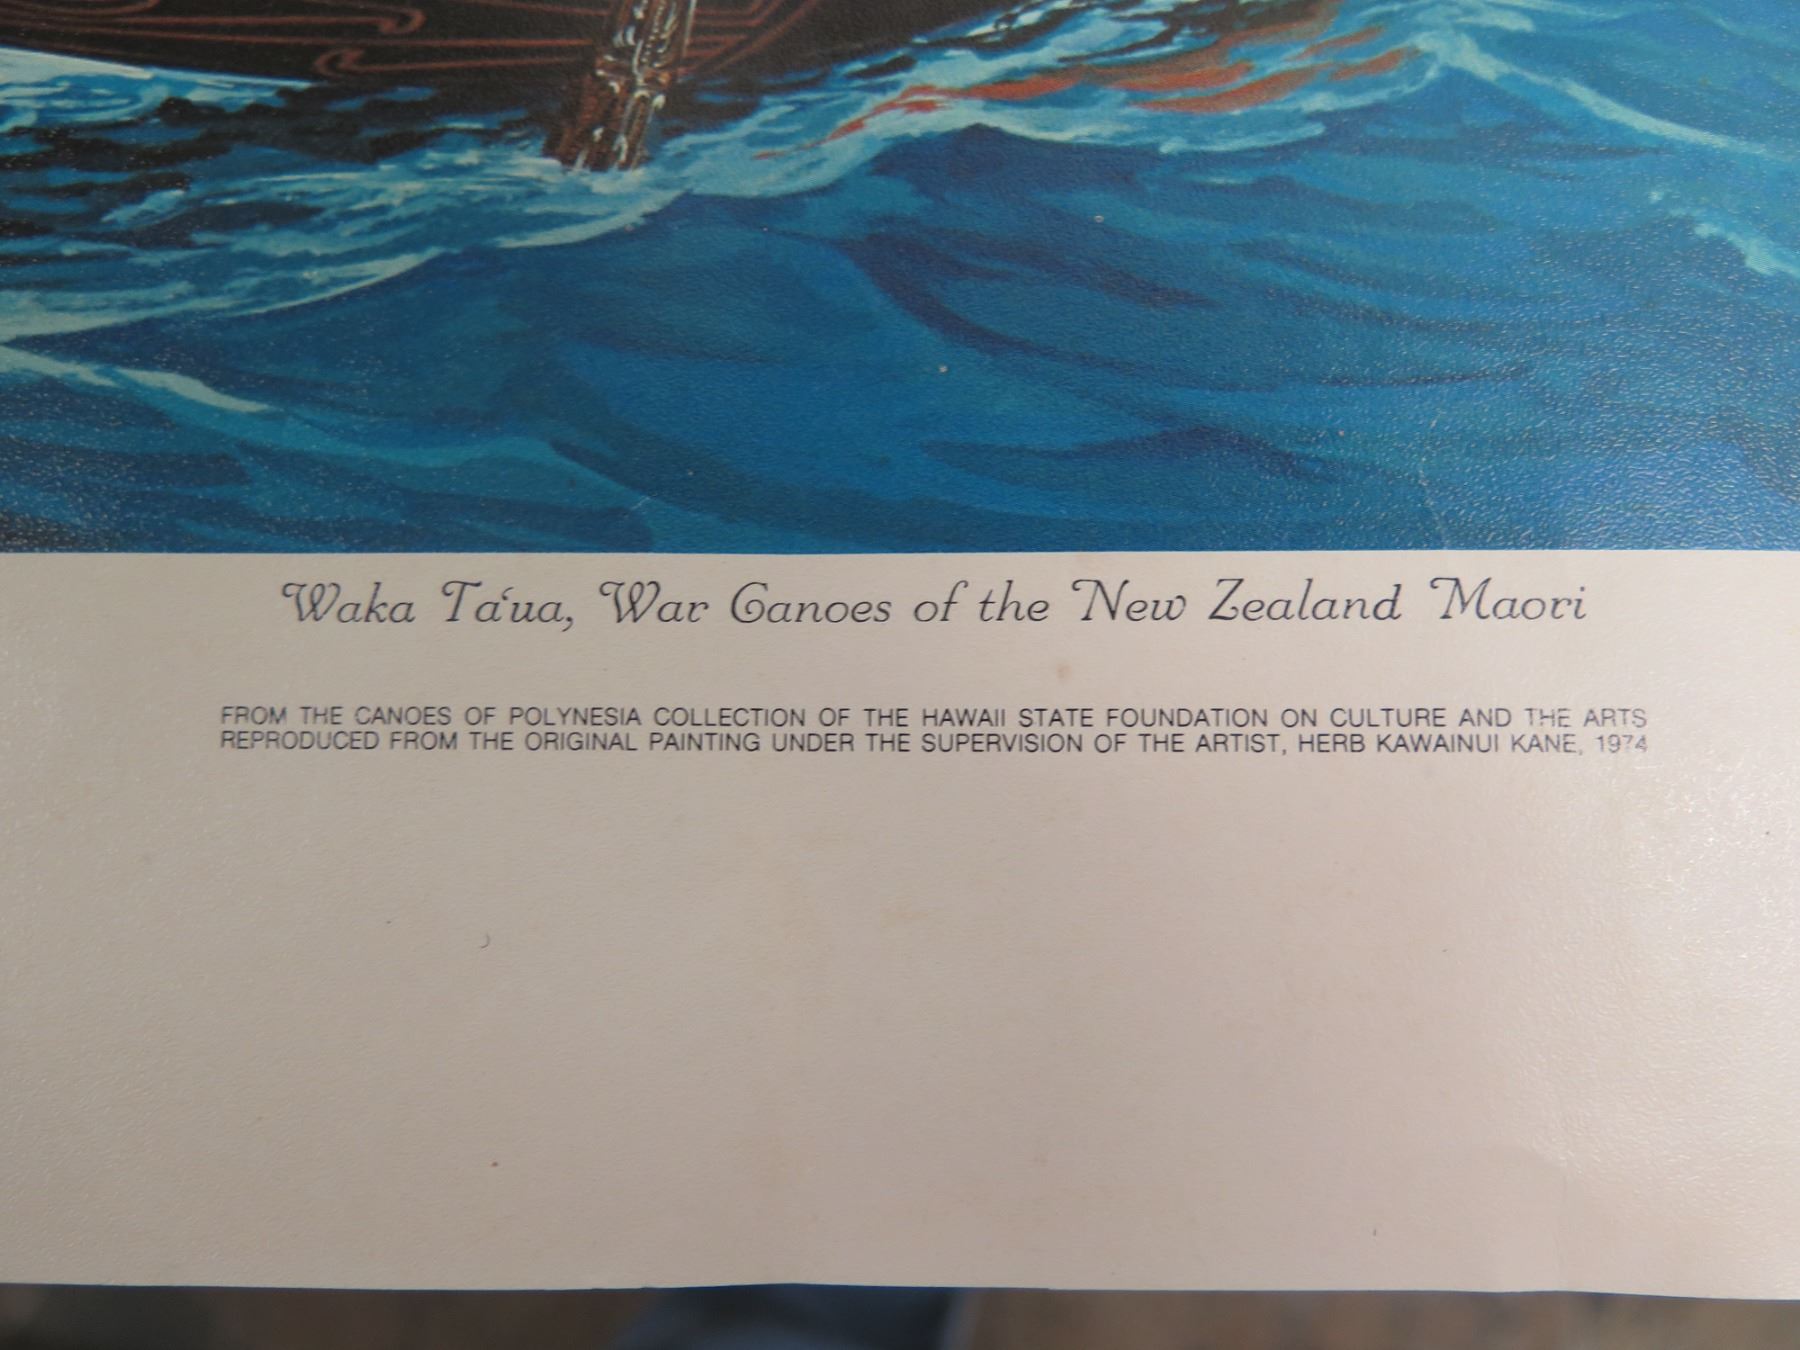 Waka Ta‘ua, War Canoes of the New Zealand Maori
FROM THE CANOES OF POLYNESIA COLLECTION OF THE HAWAII STATE FOUNDATION ON CULTURE AND THE ARTS
REPRODUCED FROM THE ORIGINAL PAINTING UNDER THE SUPERVISION OF THE ARTIST, HERB KAWAINUI KANE, 1974